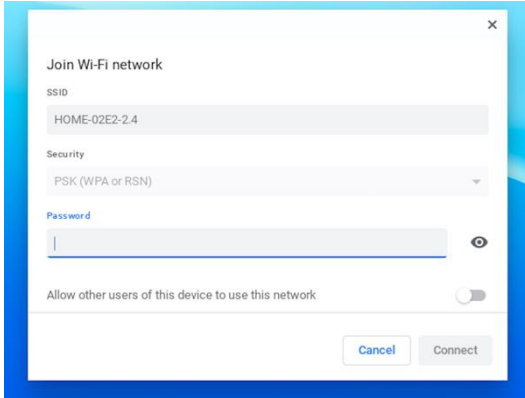 Join Wi-Fi network
SSID
HOME-02E2-2.4
Security
PSK (WPA or RSN)
Password
Allow other users of this device to use this network
Cancel Connect